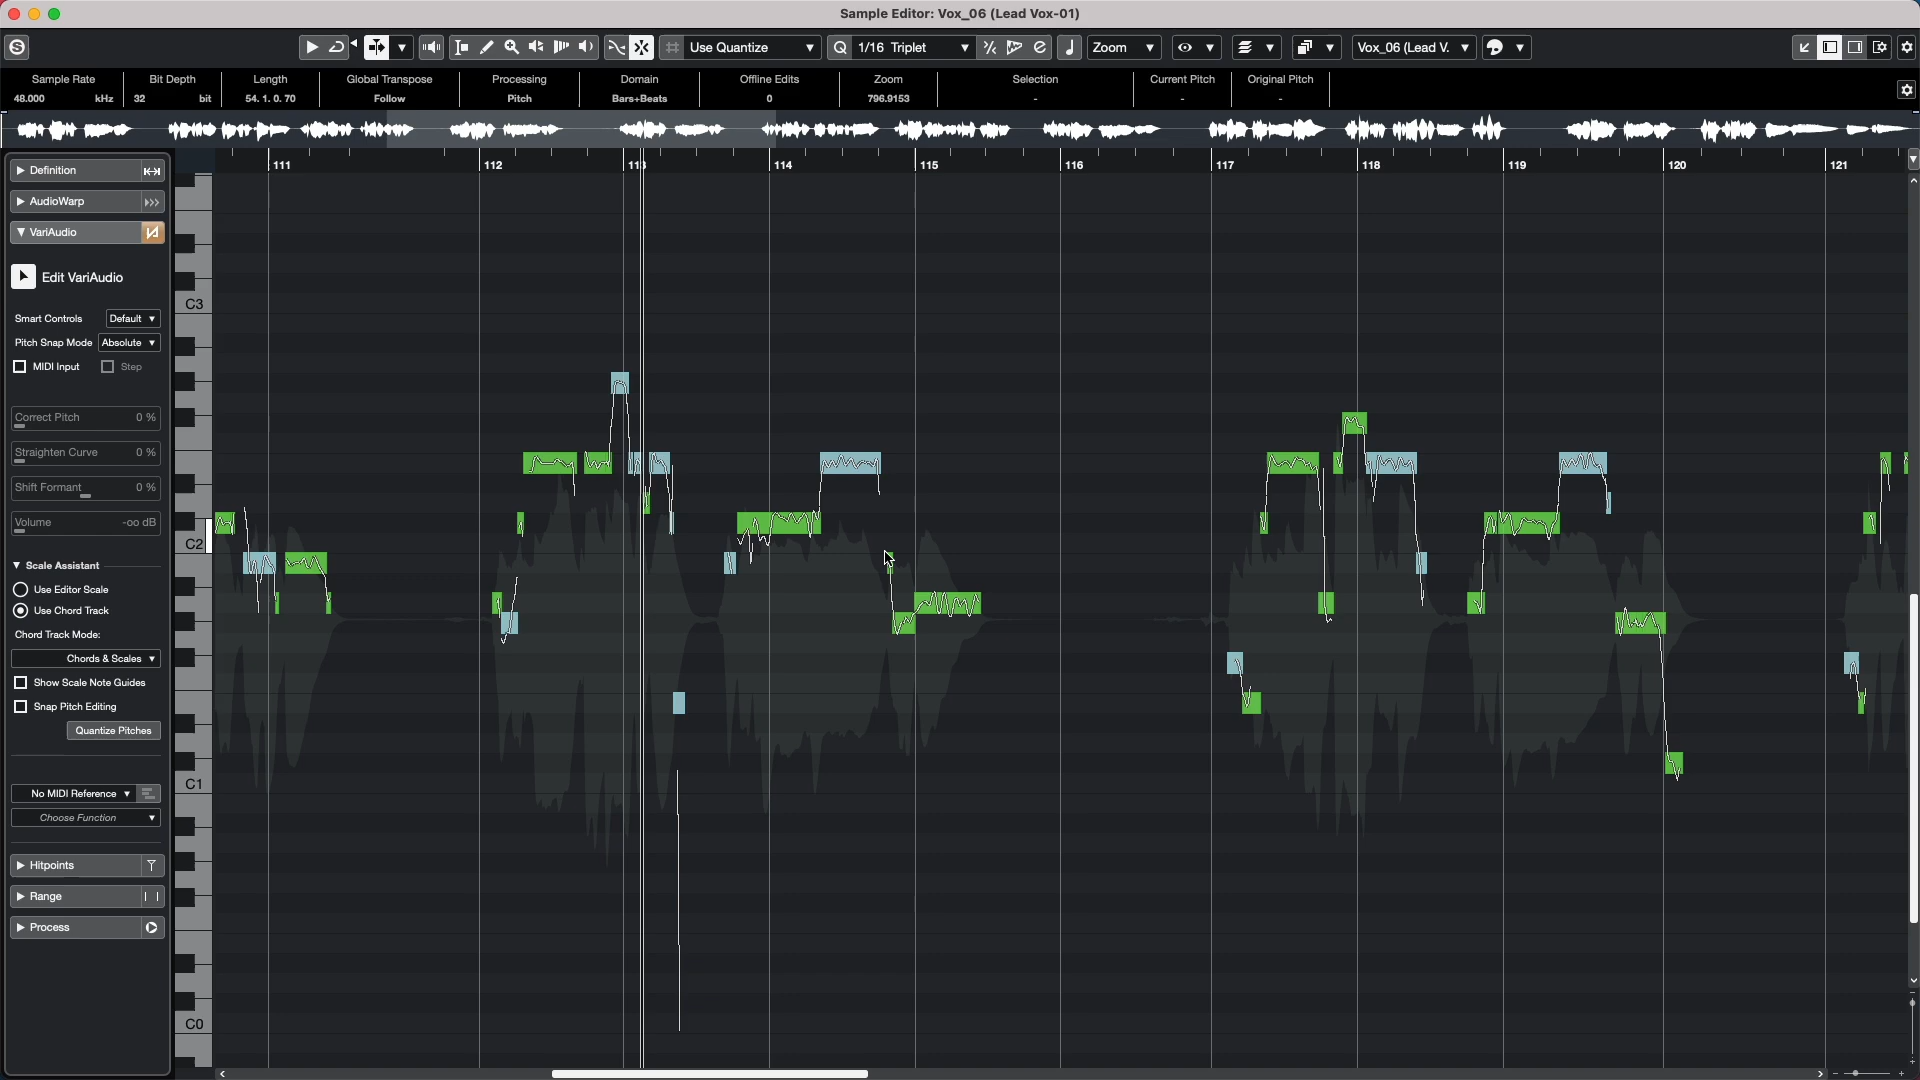 Sample Editor: Vox_06 (Lead Vox-01)
Use Quantize 1/16 Triplet Zoom Vox_06 (Lead V.
Sample Rate Bit Depth Length Global Transpose Processing Domain Offline Edits Zoom Selection Current Pitch Original Pitch
48.000 kHz 32 bit 54. 1. 0. 70 Follow Pitch Bars+Beats 0 796.9153 - - -
111 112 113 114 115 116 117 118 119 120 121
Definition
AudioWarp
VariAudio
Edit VariAudio
Smart Controls Default
Pitch Snap Mode Absolute
MIDI Input Step
Correct Pitch 0 %
Straighten Curve 0 %
Shift Formant 0 %
Volume -oo dB
Scale Assistant
Use Editor Scale
Use Chord Track
Chord Track Mode:
Chords & Scales
Show Scale Note Guides
Snap Pitch Editing
Quantize Pitches
No MIDI Reference
Choose Function
Hitpoints
Range
Process
C3
C2
C1
C0